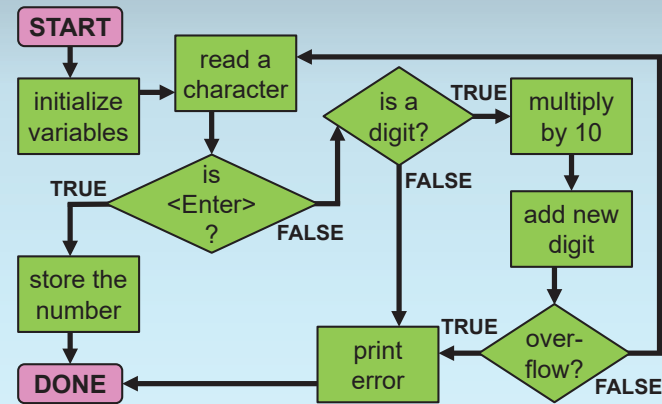 START
initialize
variables
read a
character
is
<Enter>
?
TRUE
FALSE
store the
number
DONE
is a
digit?
TRUE
FALSE
multiply
by 10
add new
digit
over-
flow?
TRUE
FALSE
print
error